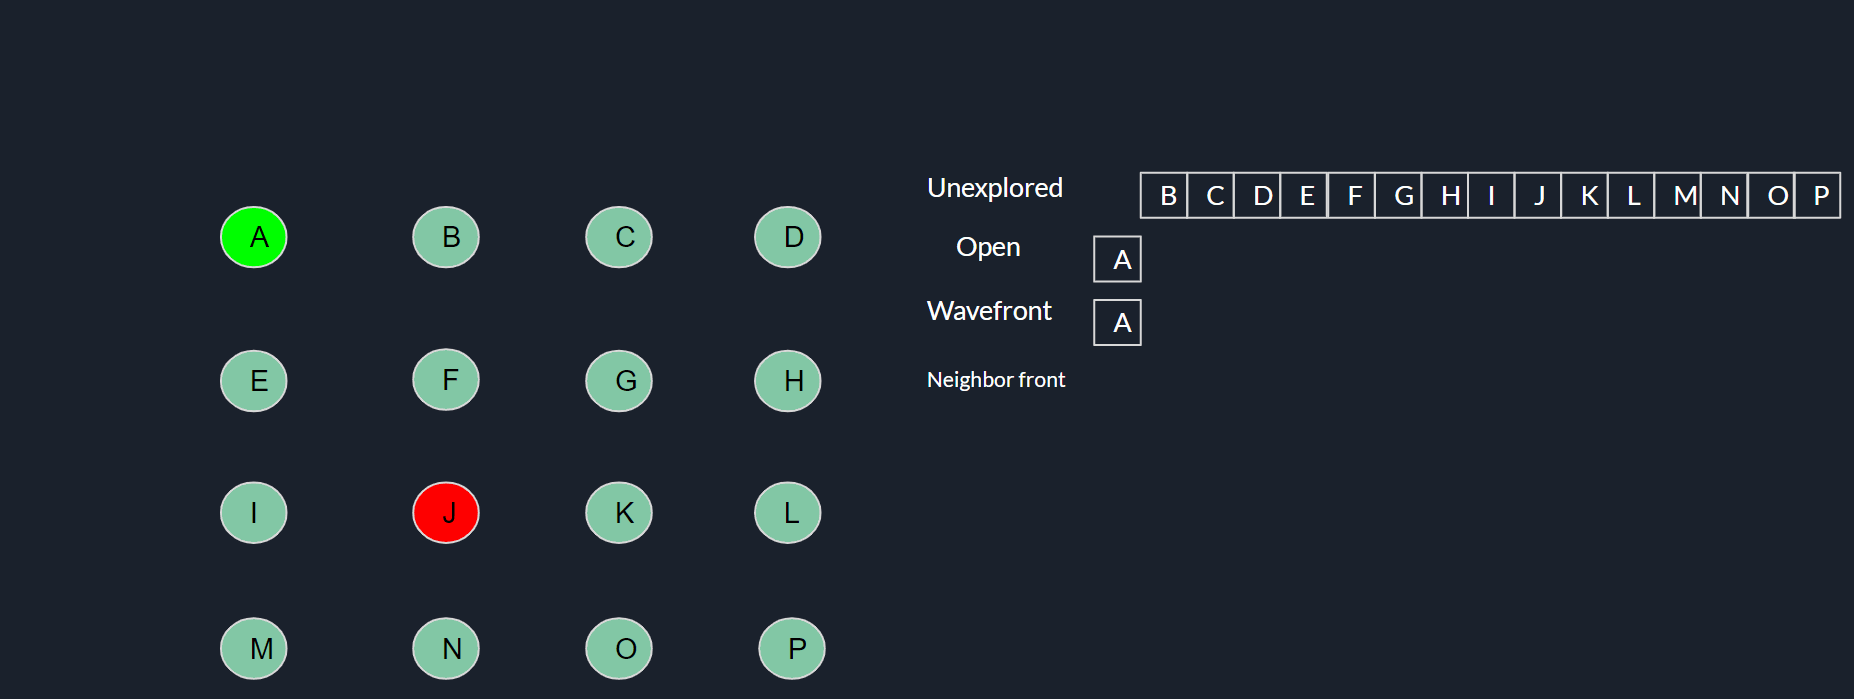 A B C D
E F G H
I J K L
M N O P
Unexplored B C D E F G H I J K L M N O P
Open A
Wavefront A
Neighbor front